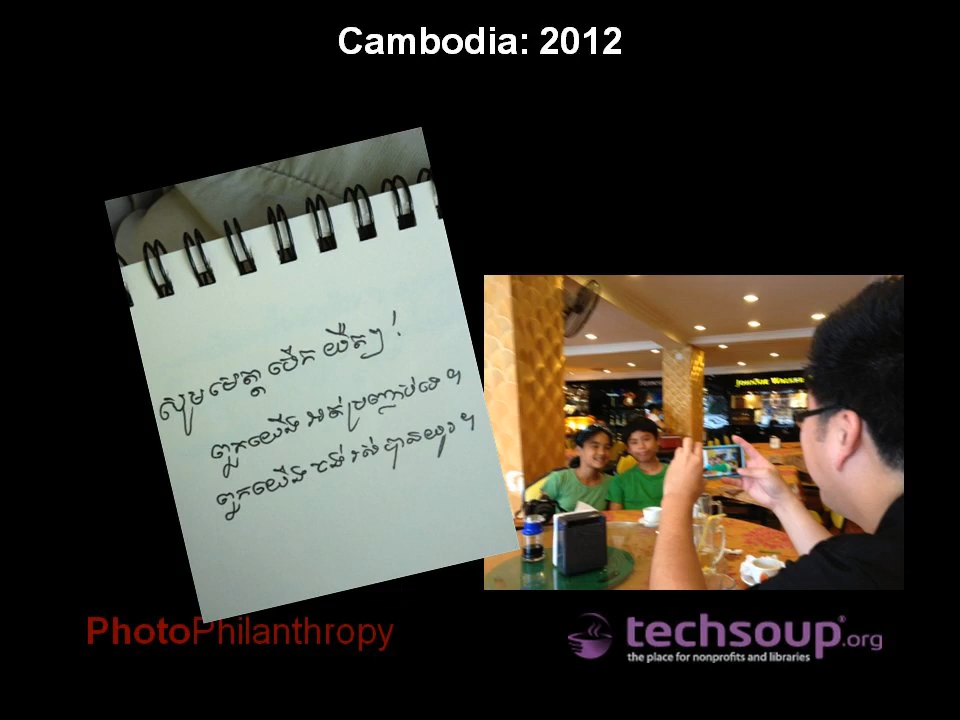 Cambodia: 2012
សូមមេត្តា បើក យឺតៗ !
ពួកយើង អត់ប្រញាប់ទេ ។
ពួកយើង ចង់ រស់ បានយូរ ។
PhotoPhilanthropy
techsoup®.org
the place for nonprofits and libraries